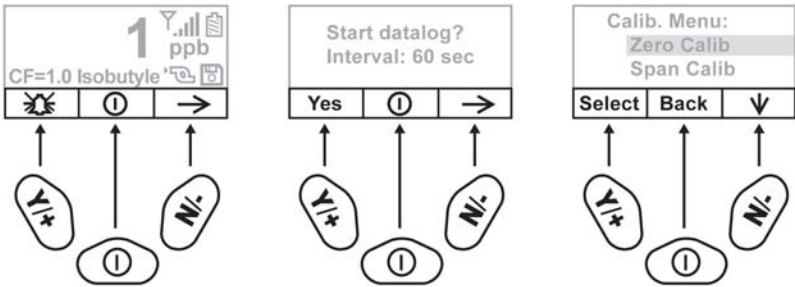 1
ppb
CF=1.0 Isobutyle
Y/+
N/-
Start datalog?
Interval: 60 sec
Yes
Y/+
N/-
Calib. Menu:
Zero Calib
Span Calib
Select Back
Y/+
N/-